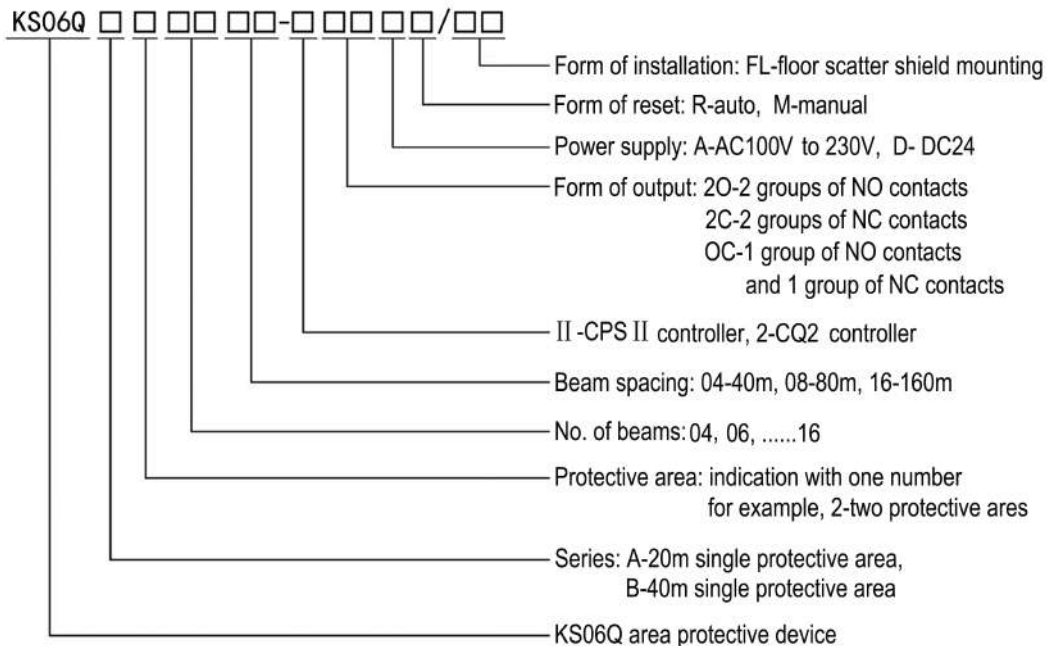 KS06Q □ □ □□ □□-□ □□ □ □/□□
Form of installation: FL-floor scatter shield mounting
Form of reset: R-auto, M-manual
Power supply: A-AC100V to 230V, D- DC24
Form of output: 2O-2 groups of NO contacts
2C-2 groups of NC contacts
OC-1 group of NO contacts
and 1 group of NC contacts
II-CPS II controller, 2-CQ2 controller
Beam spacing: 04-40m, 08-80m, 16-160m
No. of beams: 04, 06, ......16
Protective area: indication with one number
for example, 2-two protective ares
Series: A-20m single protective area,
B-40m single protective area
KS06Q area protective device